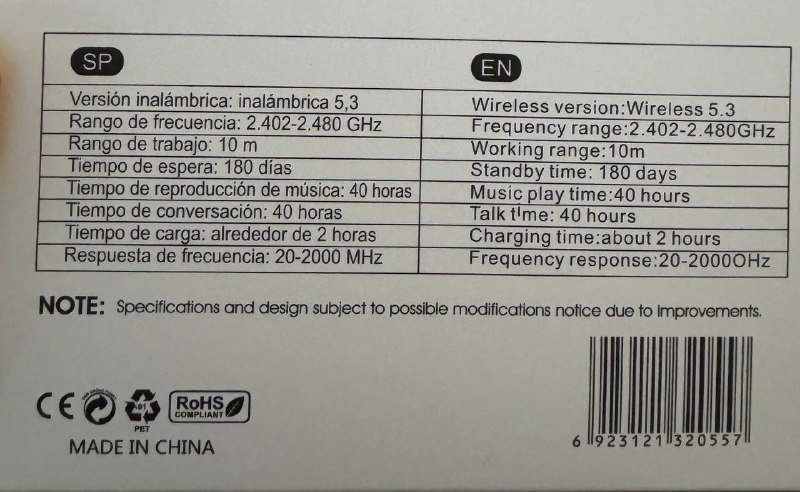 SP
Versión inalámbrica: inalámbrica 5,3
Rango de frecuencia: 2.402-2.480 GHz
Rango de trabajo: 10 m
Tiempo de espera: 180 días
Tiempo de reproducción de música: 40 horas
Tiempo de conversación: 40 horas
Tiempo de carga: alrededor de 2 horas
Respuesta de frecuencia: 20-2000 MHz
EN
Wireless version:Wireless 5.3
Frequency range:2.402-2.480GHz
Working range:10m
Standby time: 180 days
Music play time:40 hours
Talk time: 40 hours
Charging time:about 2 hours
Frequency response:20-2000OHz
NOTE: Specifications and design subject to possible modifications notice due to Improvements.
CE
01
PET
RoHS
COMPLIANT
MADE IN CHINA
6 923121 320557